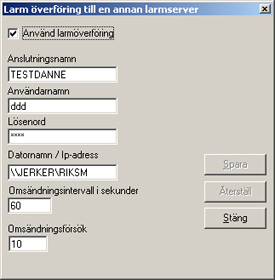 Larm överföring till en annan larmserver
Använd larmöverföring
Anslutningsnamn
TESTDANNE
Användarnamn
ddd
Lösenord
****
Datornamn / Ip-adress
\\JERKER\RIKSM
Omsändningsintervall i sekunder
60
Omsändningsförsök
10
Spara
Återställ
Stäng